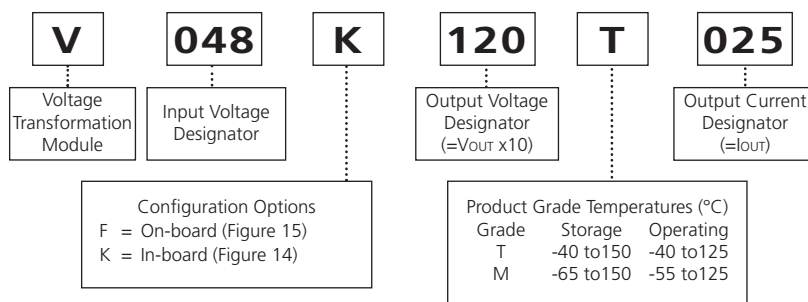 V 048 K 120 T 025
Voltage
Transformation
Module
Input Voltage
Designator
Output Voltage
Designator
(=VOUT x10)
Output Current
Designator
(=IOUT)
Configuration Options
F = On-board (Figure 15)
K = In-board (Figure 14)
Product Grade Temperatures (°C)
Grade Storage Operating
T -40 to150 -40 to125
M -65 to150 -55 to125